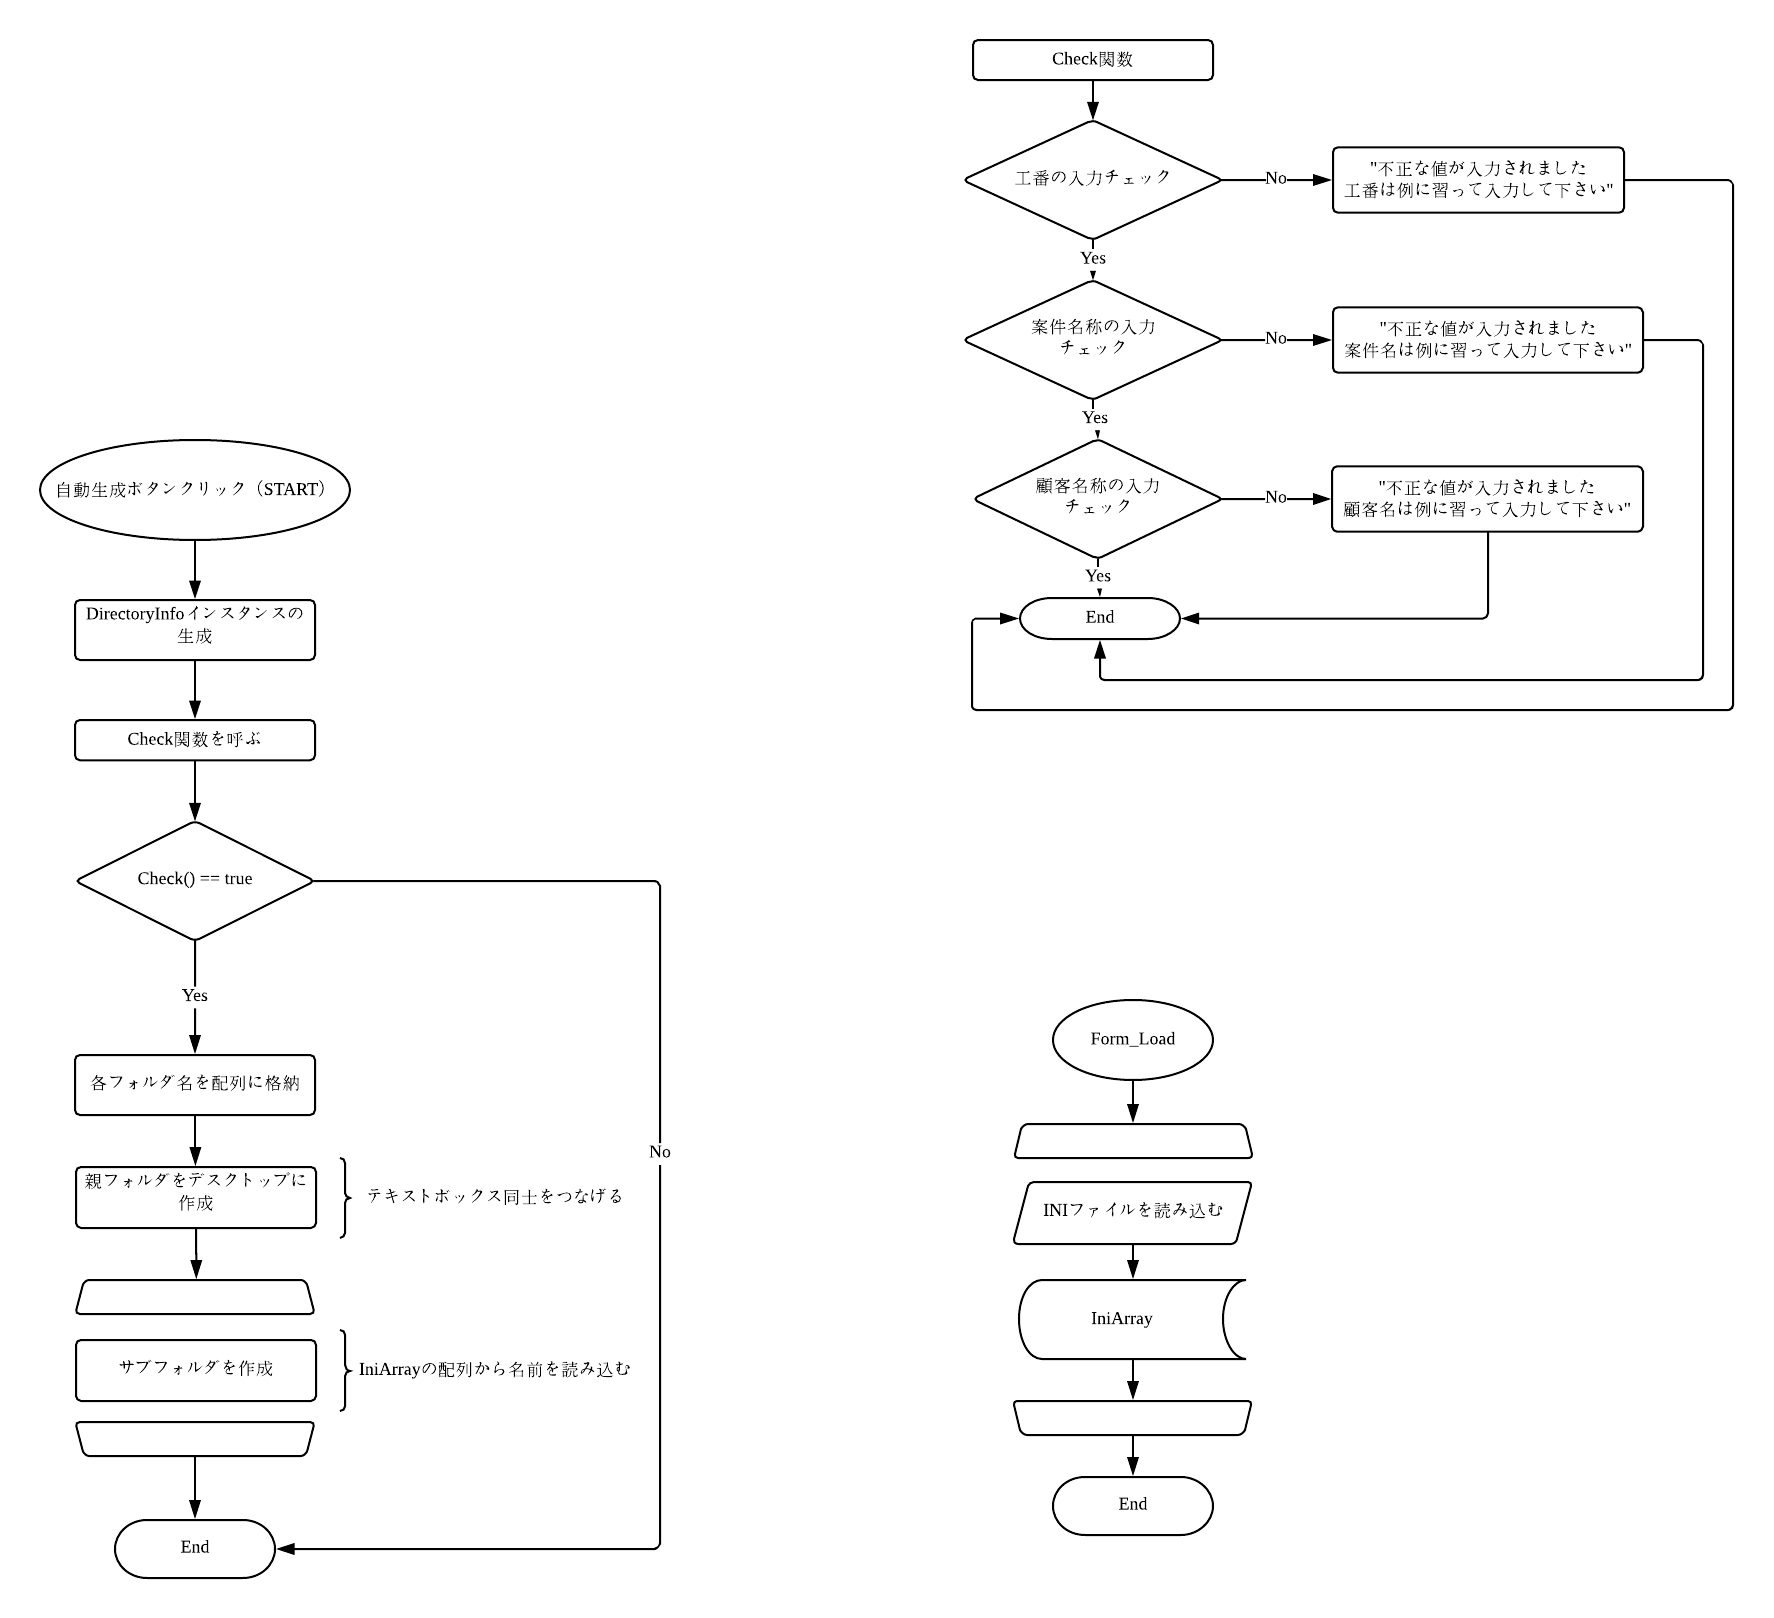 自動生成ボタンクリック（START）
DirectoryInfoインスタンスの
生成
Check関数を呼ぶ
Check() == true
Yes
No
各フォルダ名を配列に格納
親フォルダをデスクトップに
作成
テキストボックス同士をつなげる
サブフォルダを作成
IniArrayの配列から名前を読み込む
End
Check関数
工番の入力チェック
No
"不正な値が入力されました
工番は例に習って入力して下さい"
Yes
案件名称の入力
チェック
No
"不正な値が入力されました
案件名は例に習って入力して下さい"
Yes
顧客名称の入力
チェック
No
"不正な値が入力されました
顧客名は例に習って入力して下さい"
Yes
End
Form_Load
INIファイルを読み込む
IniArray
End